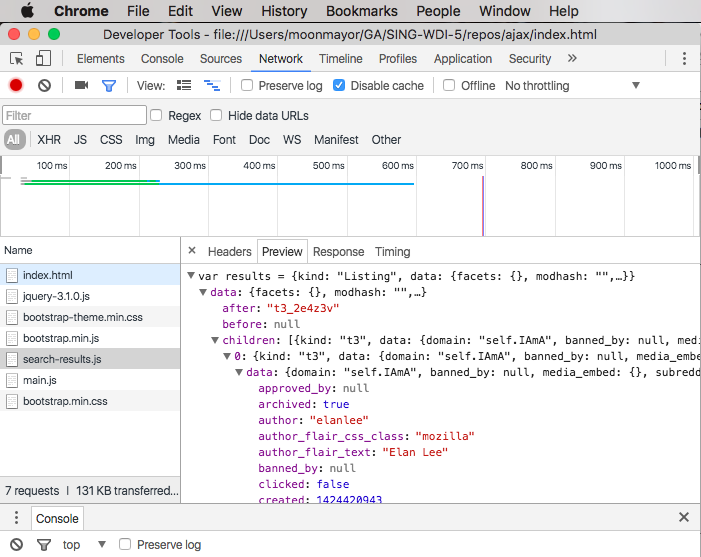 Chrome File Edit View History Bookmarks People Window Help
Developer Tools - file:///Users/moonmayor/GA/SING-WDI-5/repos/ajax/index.html
Elements Console Sources Network Timeline Profiles Application Security
View: Preserve log Disable cache Offline No throttling
Filter Regex Hide data URLs
All XHR JS CSS Img Media Font Doc WS Manifest Other
100 ms 200 ms 300 ms 400 ms 500 ms 600 ms 700 ms 800 ms 900 ms 1000 ms
Name
index.html
jquery-3.1.0.js
bootstrap-theme.min.css
bootstrap.min.js
search-results.js
main.js
bootstrap.min.css
7 requests | 131 KB transferred...
Headers Preview Response Timing
var results = {kind: "Listing", data: {facets: {}, modhash: "",…}}
data: {facets: {}, modhash: "",…}
after: "t3_2e4z3v"
before: null
children: [{kind: "t3", data: {domain: "self.IAmA", banned_by: null, medi
0: {kind: "t3", data: {domain: "self.IAmA", banned_by: null, media_embe
data: {domain: "self.IAmA", banned_by: null, media_embed: {}, subredd
approved_by: null
archived: true
author: "elanlee"
author_flair_css_class: "mozilla"
author_flair_text: "Elan Lee"
banned_by: null
clicked: false
created: 1424420943
Console
top Preserve log